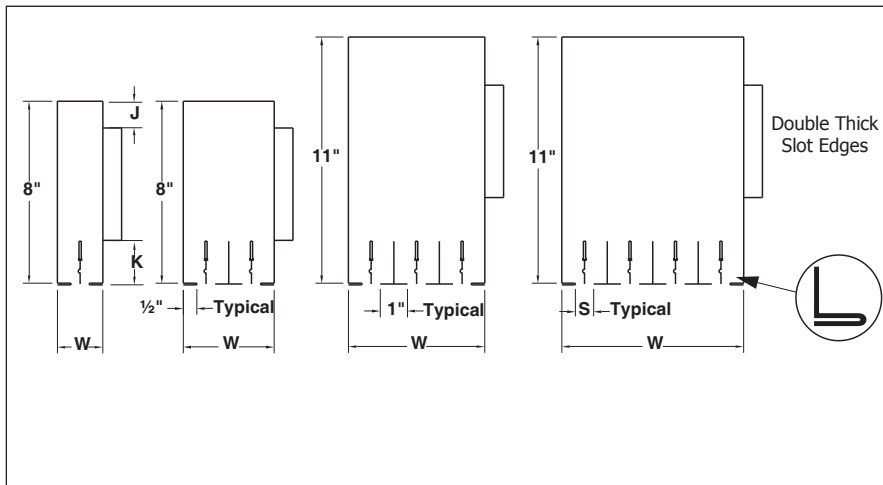 J
8"
K
W
8"
½"
Typical
W
11"
1"
Typical
W
11"
S
Typical
W
Double Thick
Slot Edges